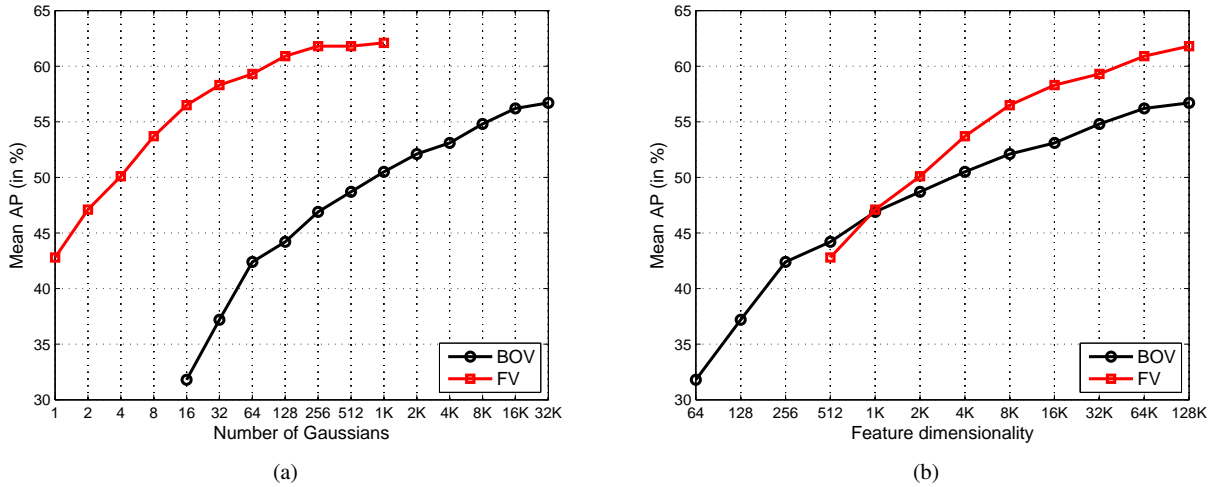 65
60
55
50
45
40
35
30
Mean AP (in %)
1 2 4 8 16 32 64 128 256 512 1K 2K 4K 8K 16K 32K
Number of Gaussians
BOV
FV
(a)
65
60
55
50
45
40
35
30
Mean AP (in %)
64 128 256 512 1K 2K 4K 8K 16K 32K 64K 128K
Feature dimensionality
BOV
FV
(b)